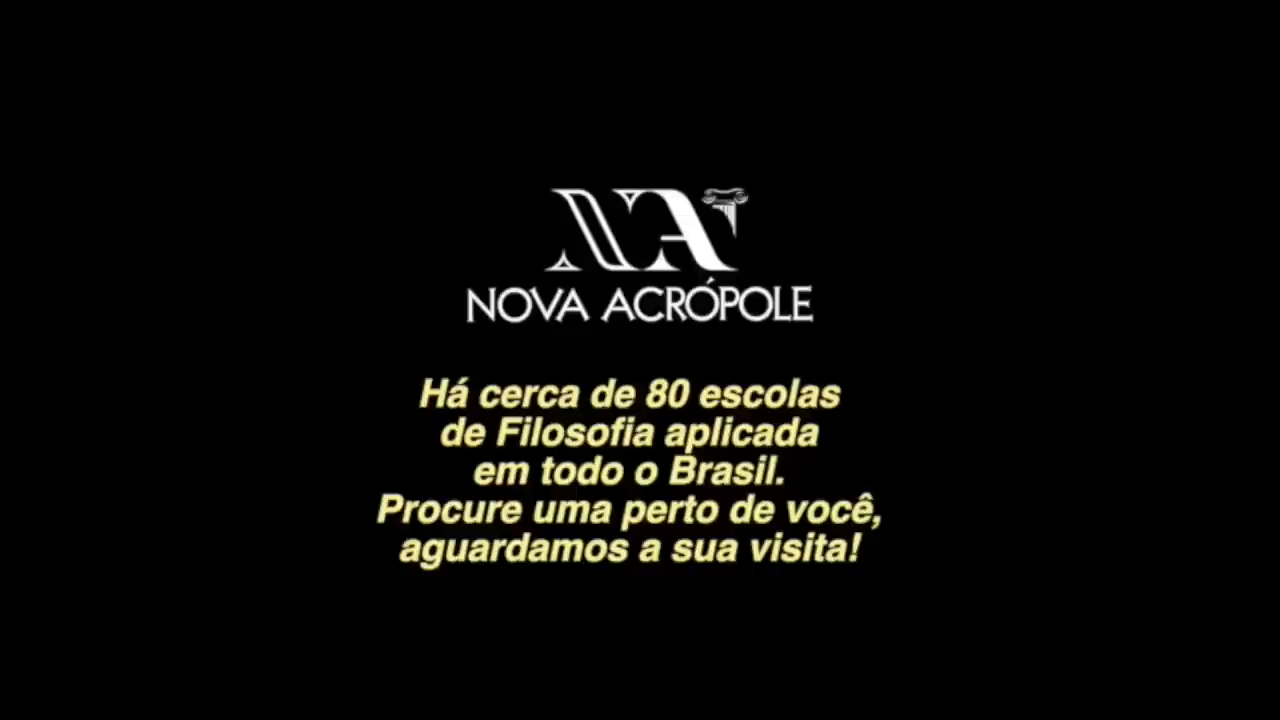 NA
NOVA ACRÓPOLE
Há cerca de 80 escolas
de Filosofia aplicada
em todo o Brasil.
Procure uma perto de você,
aguardamos a sua visita!